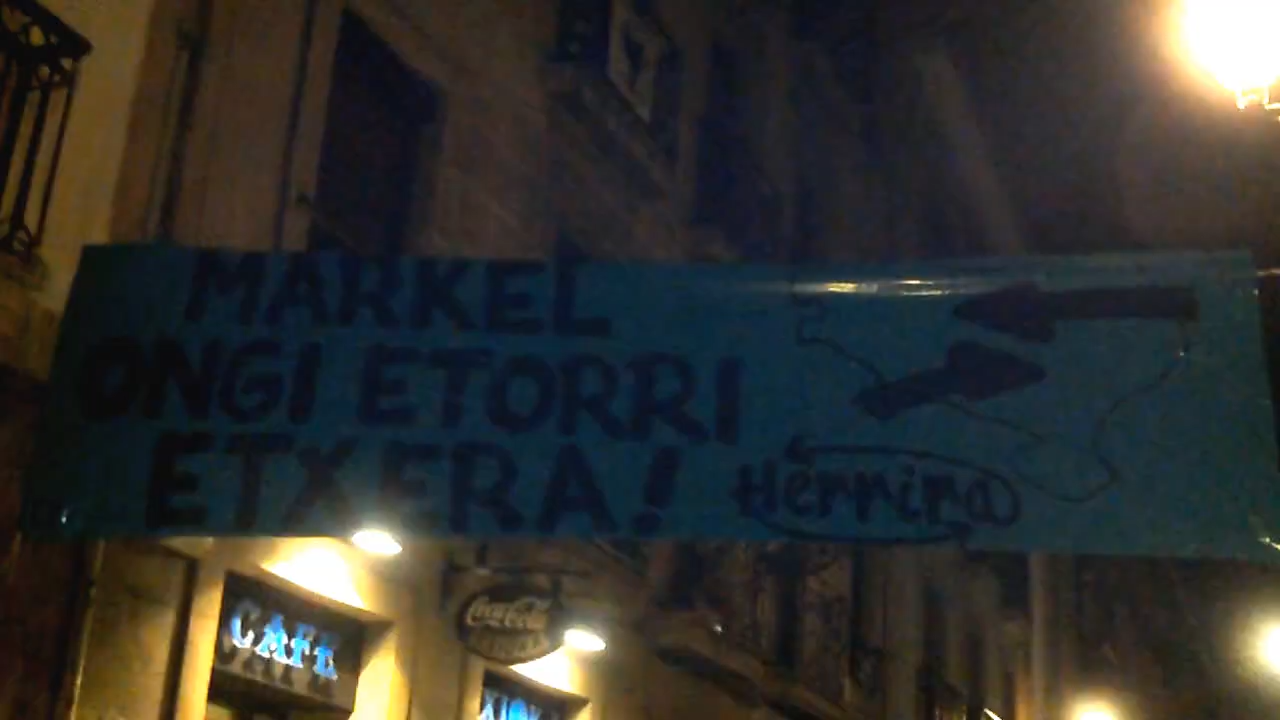 MARKEL
ONGI ETORRI
ETXERA!
Herrira
CAFE
Coca-Cola